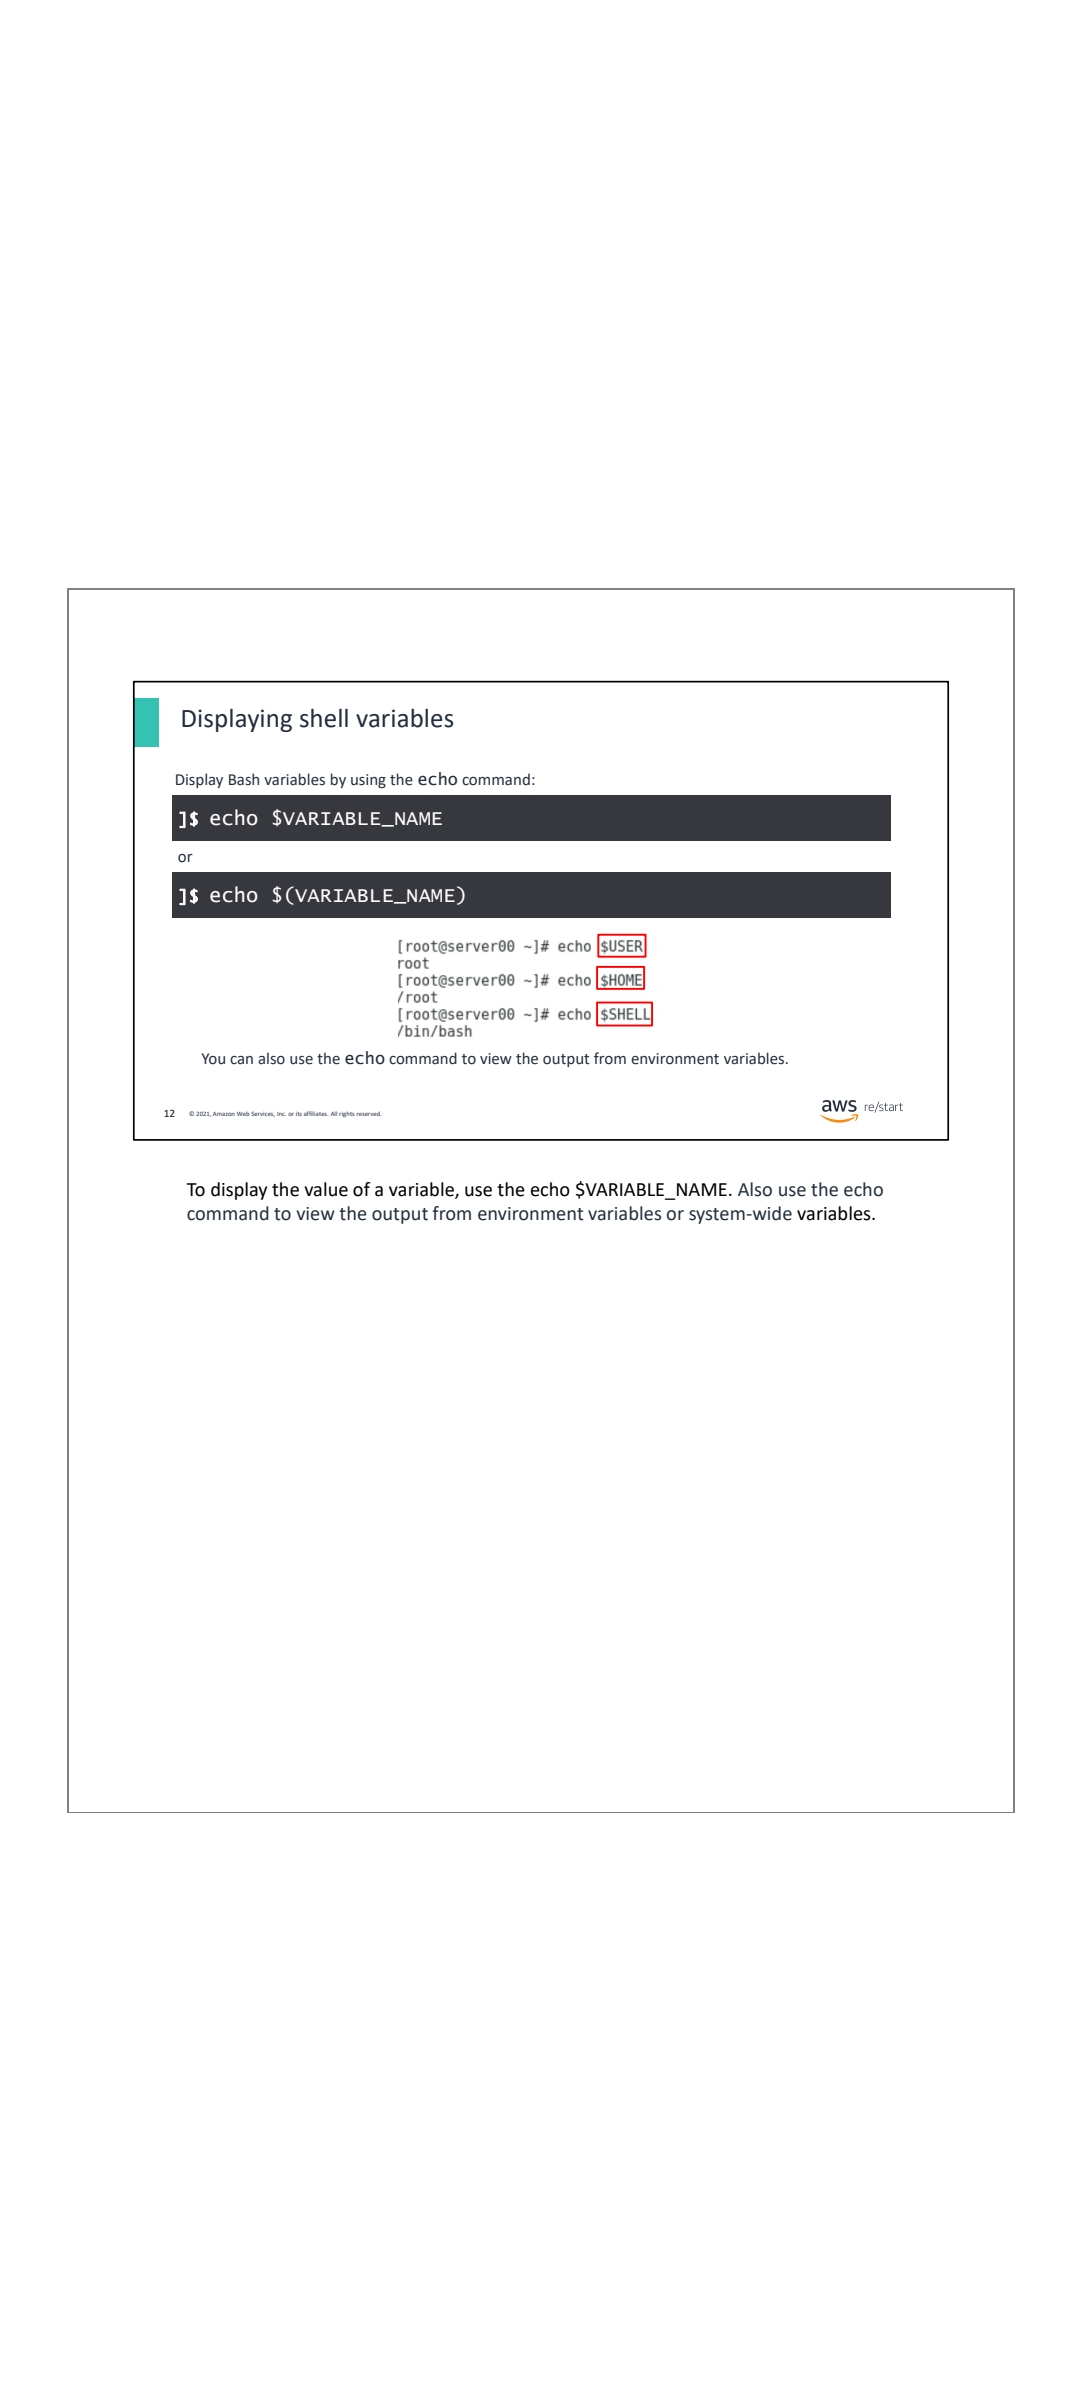 Displaying shell variables
Display Bash variables by using the echo command:
]$ echo $VARIABLE_NAME
or
]$ echo $(VARIABLE_NAME)
[root@server00 ~]# echo $USER
root
[root@server00 ~]# echo $HOME
/root
[root@server00 ~]# echo $SHELL
/bin/bash
You can also use the echo command to view the output from environment variables.
12 © 2021, Amazon Web Services, Inc. or its affiliates. All rights reserved.
aws re/start
To display the value of a variable, use the echo $VARIABLE_NAME. Also use the echo
command to view the output from environment variables or system-wide variables.